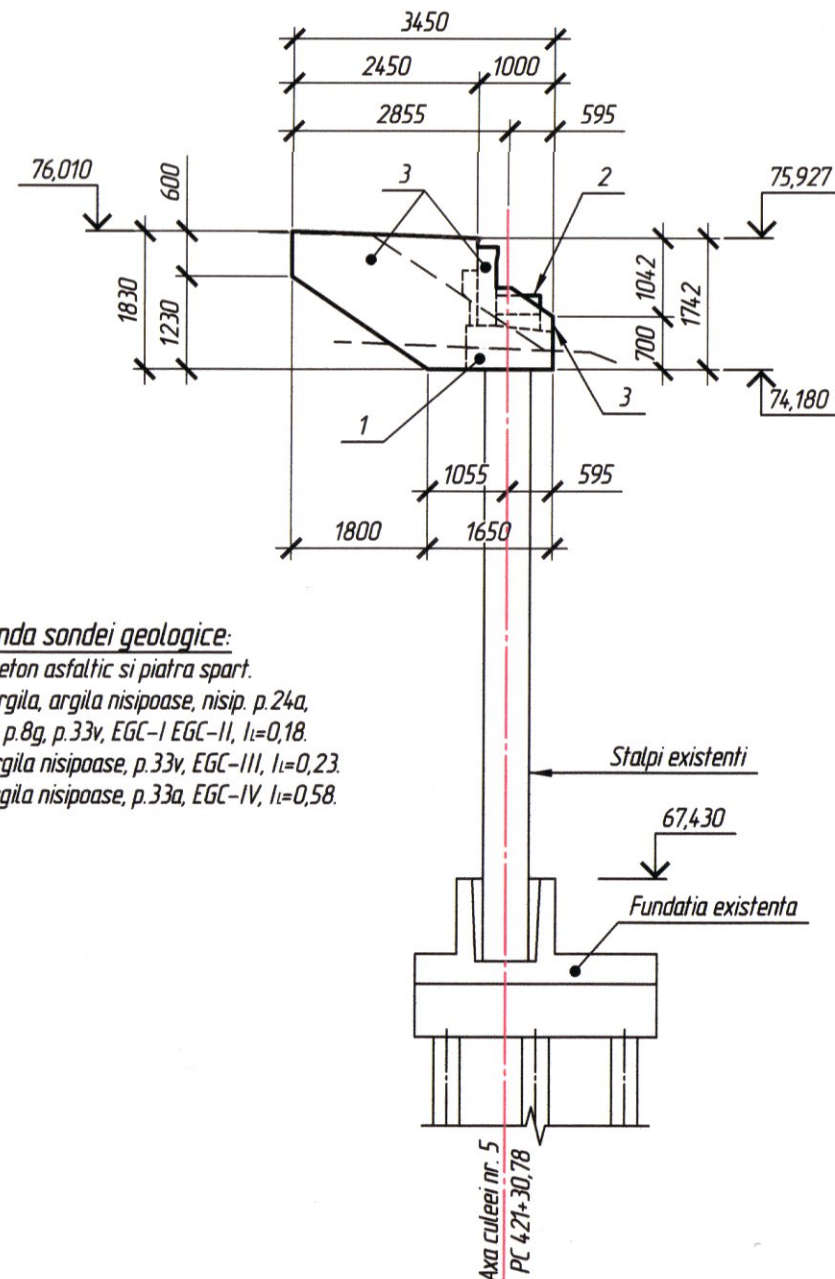 3450
2450 1000
2855 595
76,010 600 3 2 75,927
1830 1230 1042 1742 700
1 3 74,180
1055 595
1800 1650
nda sondei geologice:
eton asfaltic si piatra spart.
rgila, argila nisipoase, nisip. p.24a,
p.8g, p.33v, EGC-I EGC-II, IL=0,18.
rgila nisipoase, p.33v, EGC-III, IL=0,23.
rgila nisipoase, p.33a, EGC-IV, IL=0,58.
Stalpi existenti
67,430
Fundatia existenta
Axa culeei nr. 5
PC 421+30,78